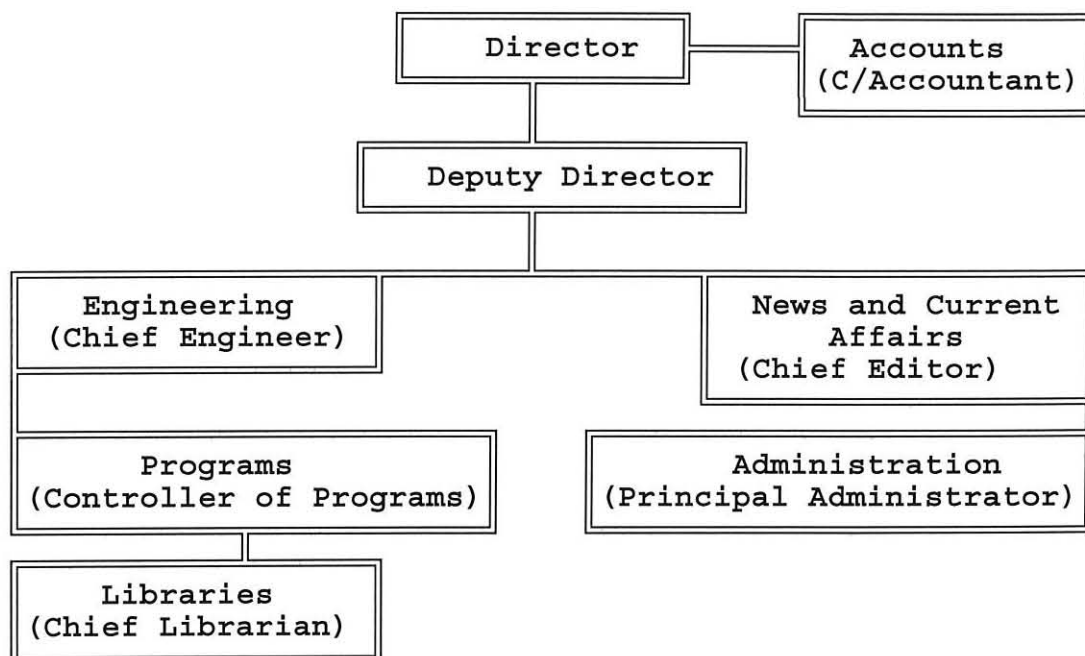 Director
Accounts
(C/Accountant)
Deputy Director
Engineering
(Chief Engineer)
News and Current
Affairs
(Chief Editor)
Programs
(Controller of Programs)
Administration
(Principal Administrator)
Libraries
(Chief Librarian)